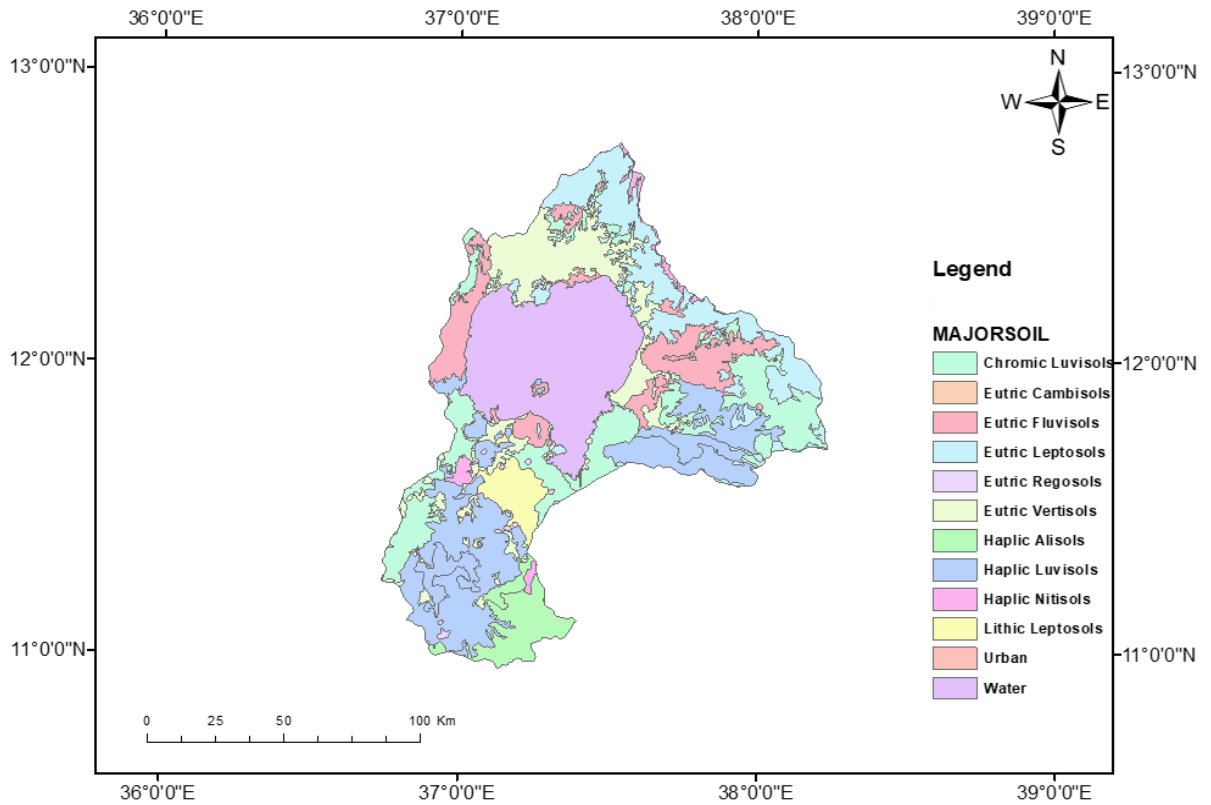 36°0'0"E 37°0'0"E 38°0'0"E 39°0'0"E
13°0'0"N 13°0'0"N
N
W E
S
Legend
MAJORSOIL
12°0'0"N 12°0'0"N
Chromic Luvisols
Eutric Cambisols
Eutric Fluvisols
Eutric Leptosols
Eutric Regosols
Eutric Vertisols
Haplic Alisols
Haplic Luvisols
Haplic Nitisols
Lithic Leptosols
Urban
Water
11°0'0"N 11°0'0"N
0 25 50 100 Km
36°0'0"E 37°0'0"E 38°0'0"E 39°0'0"E